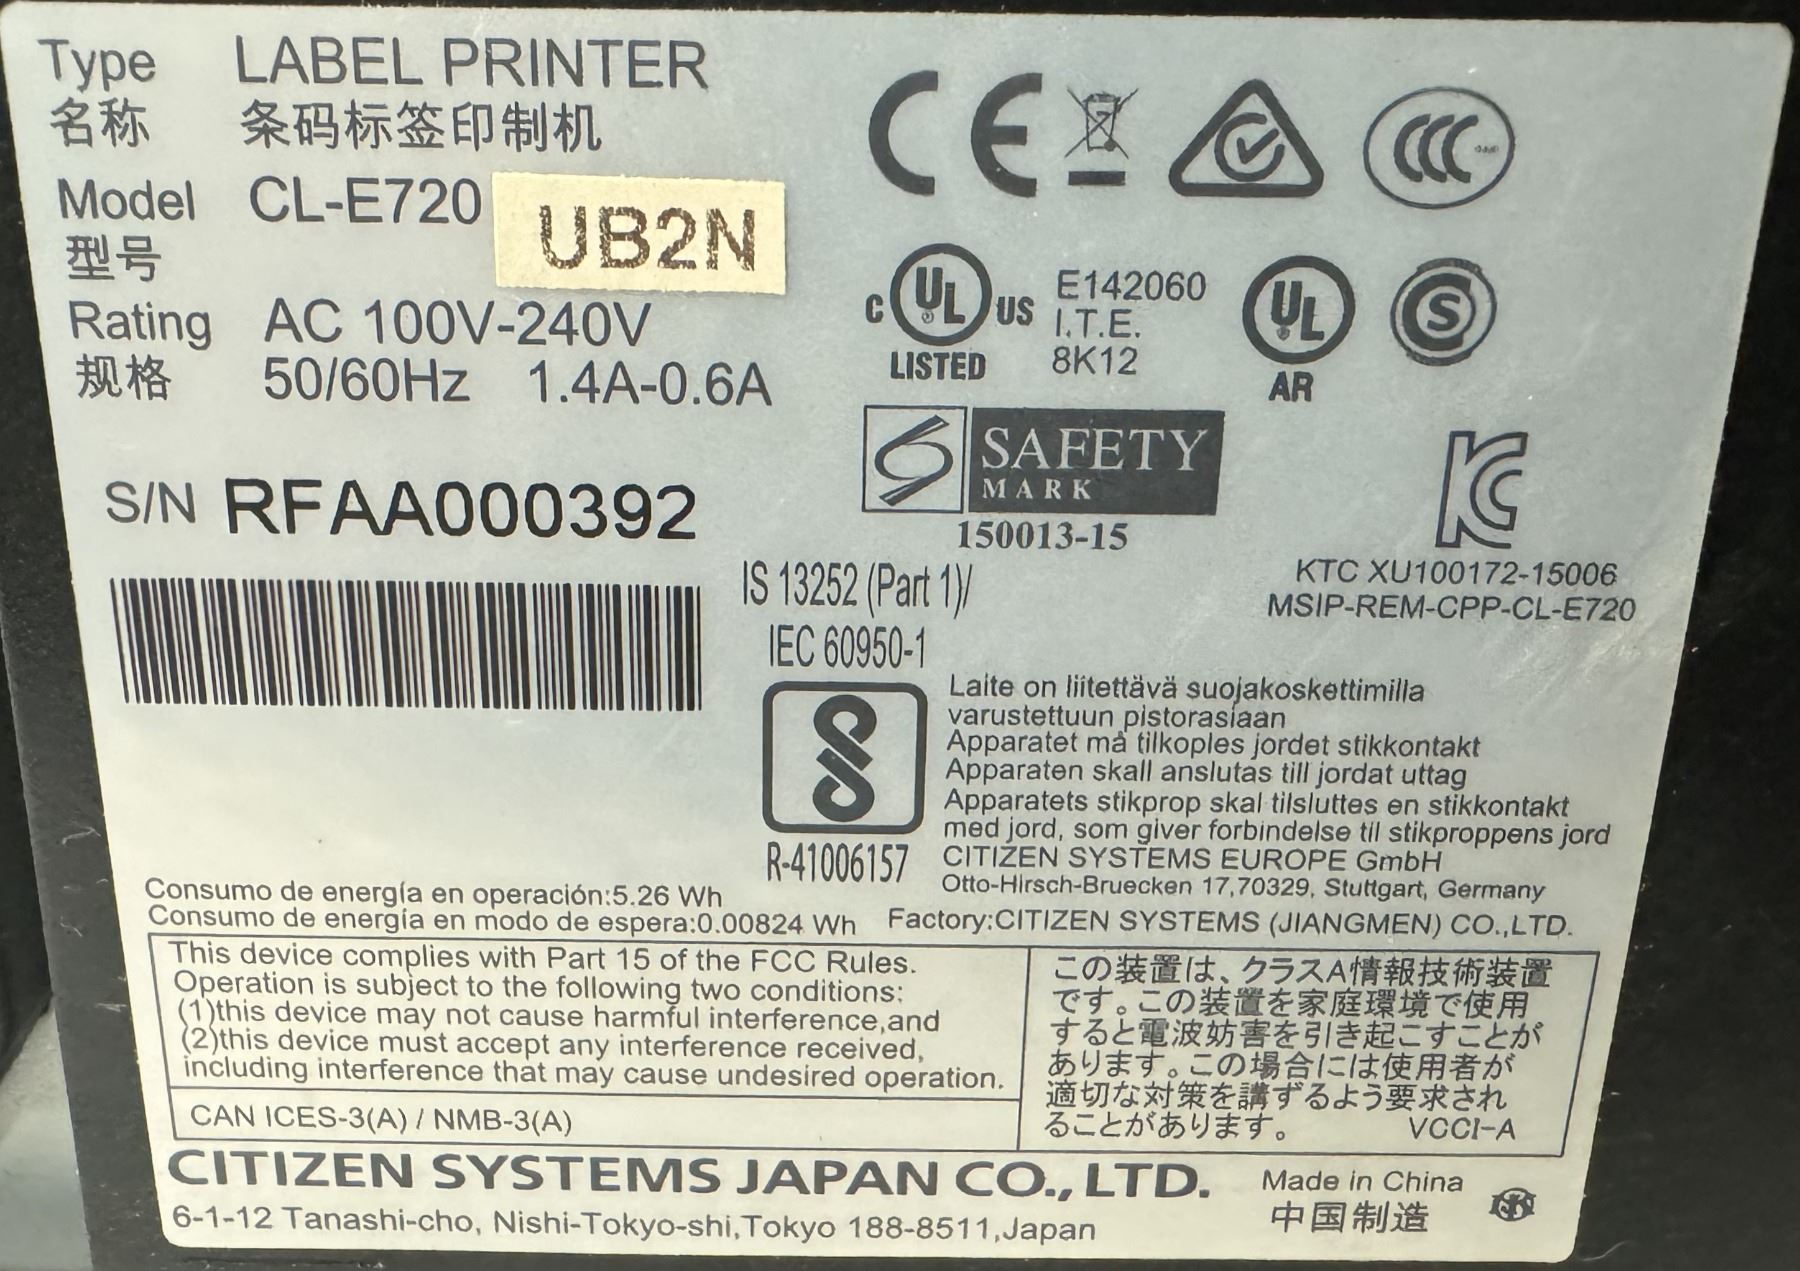 Type LABEL PRINTER
名称 条码标签印制机
Model CL-E720 UB2N
型号
Rating AC 100V-240V
规格 50/60Hz 1.4A-0.6A
S/N RFAA000392
CE
CCC
C UL US
LISTED
E142060
I.T.E.
8K12
UL
AR
S
SAFETY
MARK
150013-15
KC
KTC XU100172-15006
MSIP-REM-CPP-CL-E720
IS 13252 (Part 1)/
IEC 60950-1
R-41006157
Laite on liitettävä suojakoskettimilla
varustettuun pistorasiaan
Apparatet må tilkoples jordet stikkontakt
Apparaten skall anslutas till jordat uttag
Apparatets stikprop skal tilsluttes en stikkontakt
med jord, som giver forbindelse til stikproppens jord
CITIZEN SYSTEMS EUROPE GmbH
Otto-Hirsch-Bruecken 17,70329, Stuttgart, Germany
Consumo de energía en operación:5.26 Wh
Consumo de energía en modo de espera:0.00824 Wh
Factory:CITIZEN SYSTEMS (JIANGMEN) CO.,LTD.
This device complies with Part 15 of the FCC Rules.
Operation is subject to the following two conditions:
(1)this device may not cause harmful interference,and
(2)this device must accept any interference received,
including interference that may cause undesired operation.
CAN ICES-3(A) / NMB-3(A)
この装置は、クラスA情報技術装置
です。この装置を家庭環境で使用
すると電波妨害を引き起こすことが
あります。この場合には使用者が
適切な対策を講ずるよう要求され
ることがあります。 VCCI-A
CITIZEN SYSTEMS JAPAN CO., LTD.
6-1-12 Tanashi-cho, Nishi-Tokyo-shi,Tokyo 188-8511,Japan
Made in China
中国制造